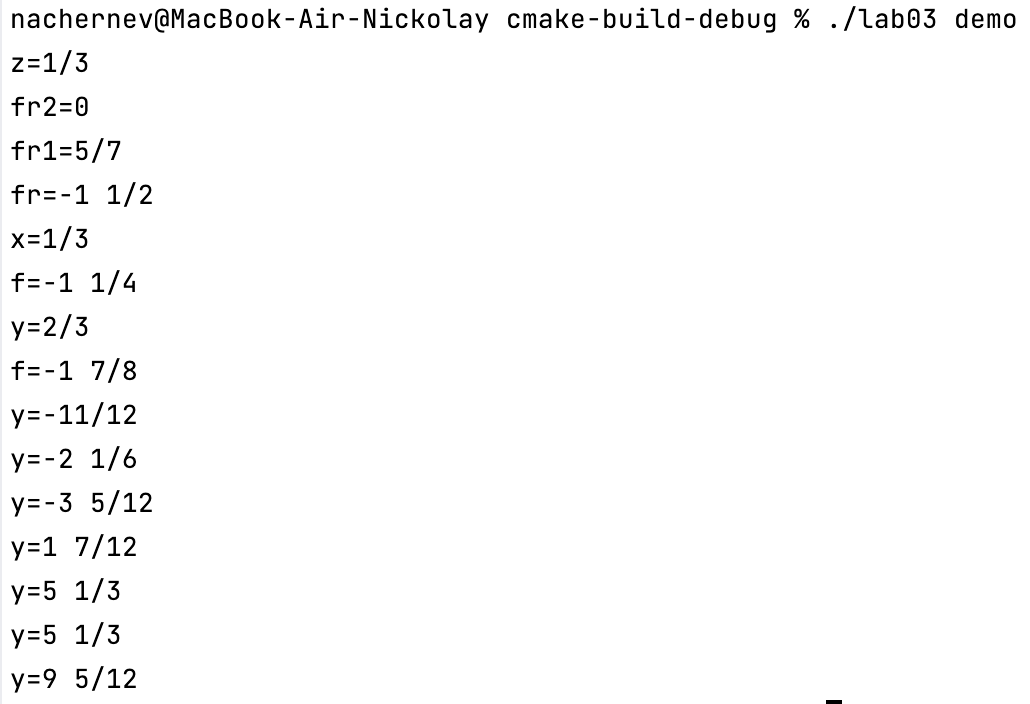 nachernev@MacBook-Air-Nickolay cmake-build-debug % ./lab03 demo
z=1/3
fr2=0
fr1=5/7
fr=-1 1/2
x=1/3
f=-1 1/4
y=2/3
f=-1 7/8
y=-11/12
y=-2 1/6
y=-3 5/12
y=1 7/12
y=5 1/3
y=5 1/3
y=9 5/12